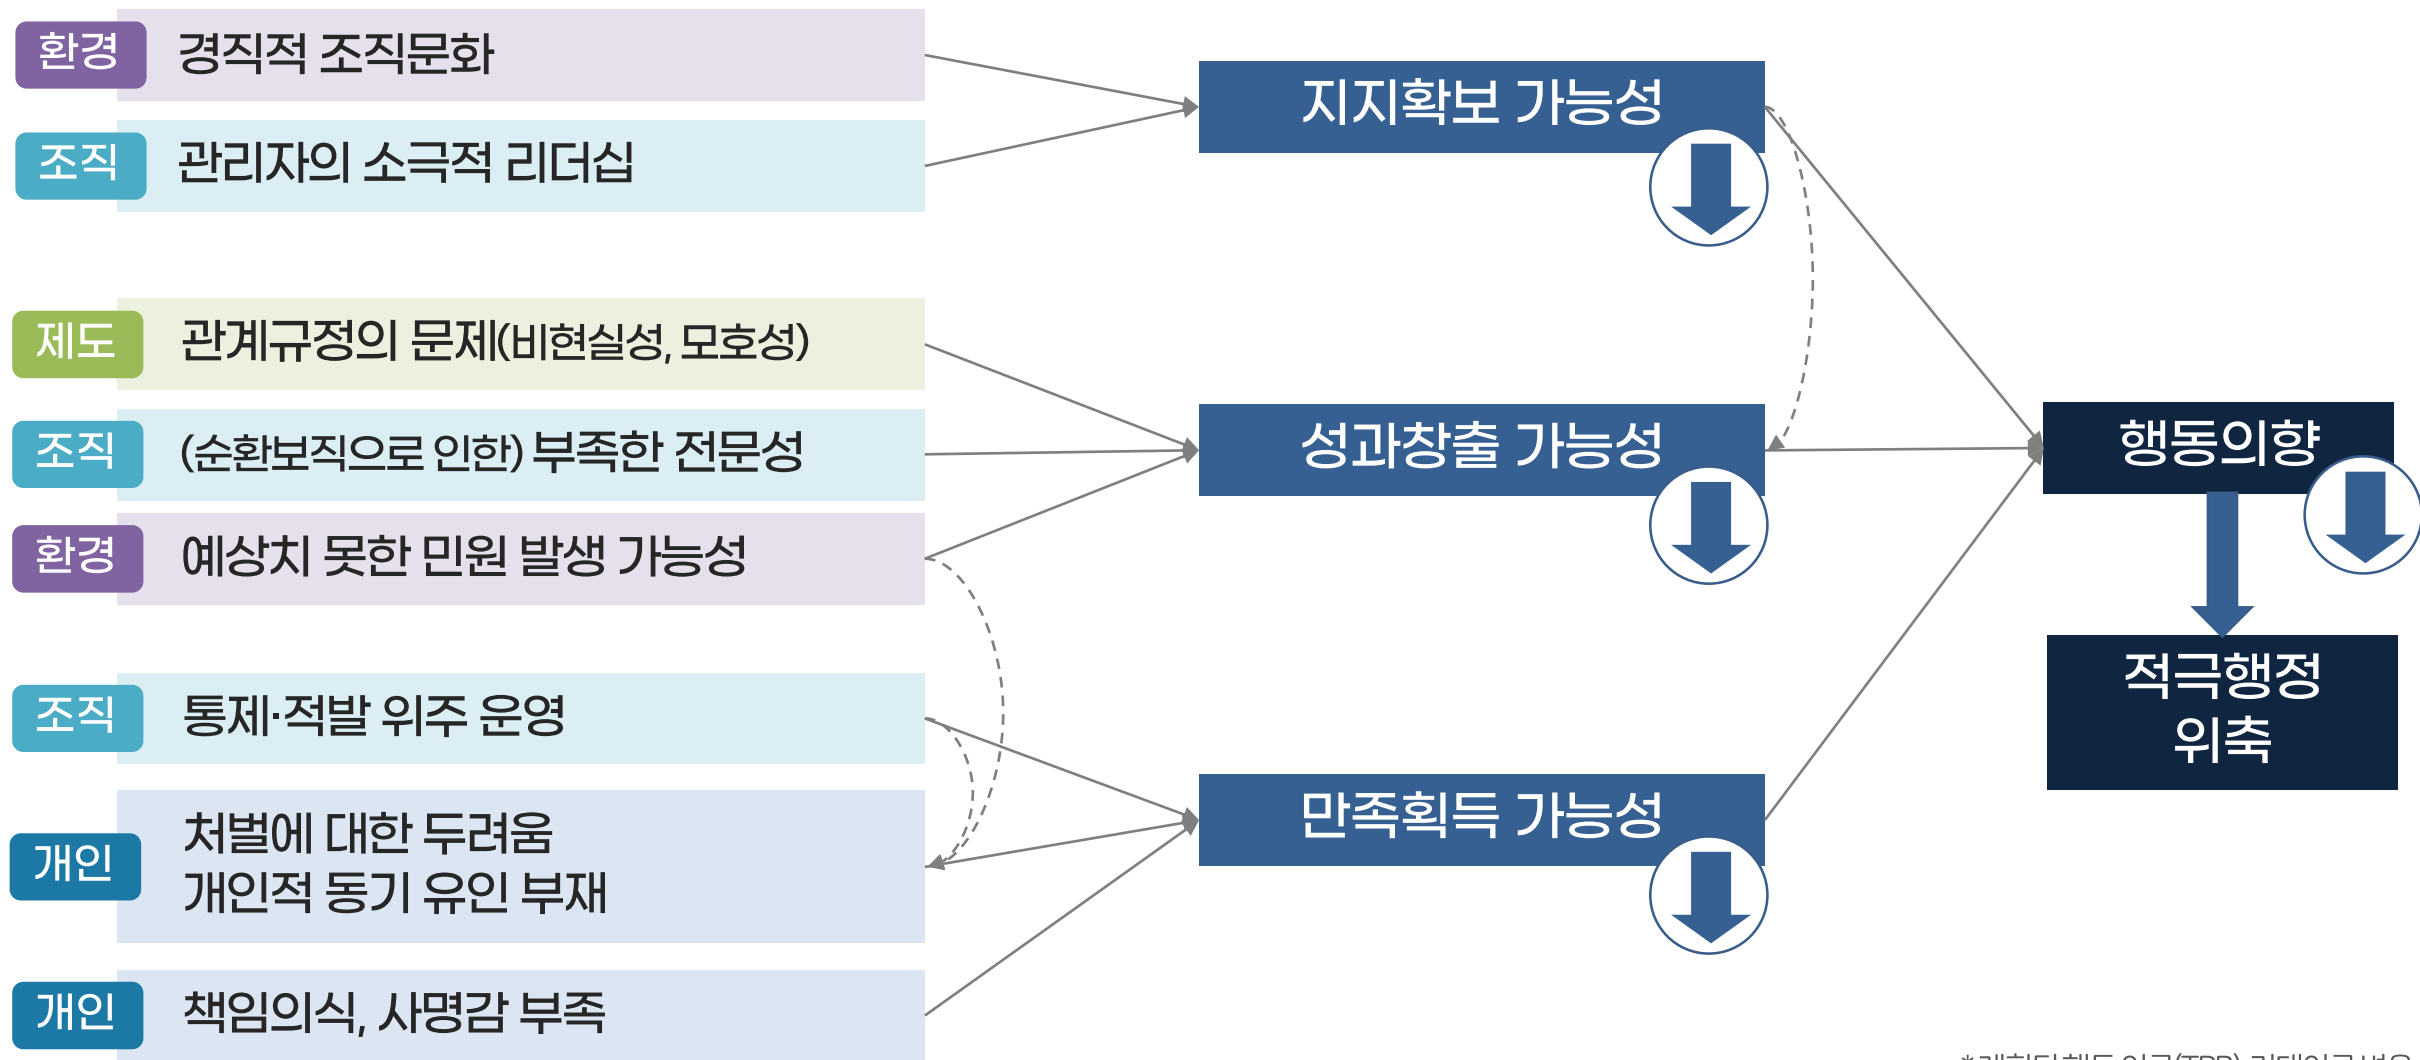 환경 경직적 조직문화
조직 관리자의 소극적 리더십
제도 관계규정의 문제(비현실성, 모호성)
조직 (순환보직으로 인한) 부족한 전문성
환경 예상치 못한 민원 발생 가능성
조직 통제·적발 위주 운영
개인 처벌에 대한 두려움
개인적 동기 유인 부재
개인 책임의식, 사명감 부족
지지확보 가능성
성과창출 가능성
만족획득 가능성
행동의향
적극행정
위축